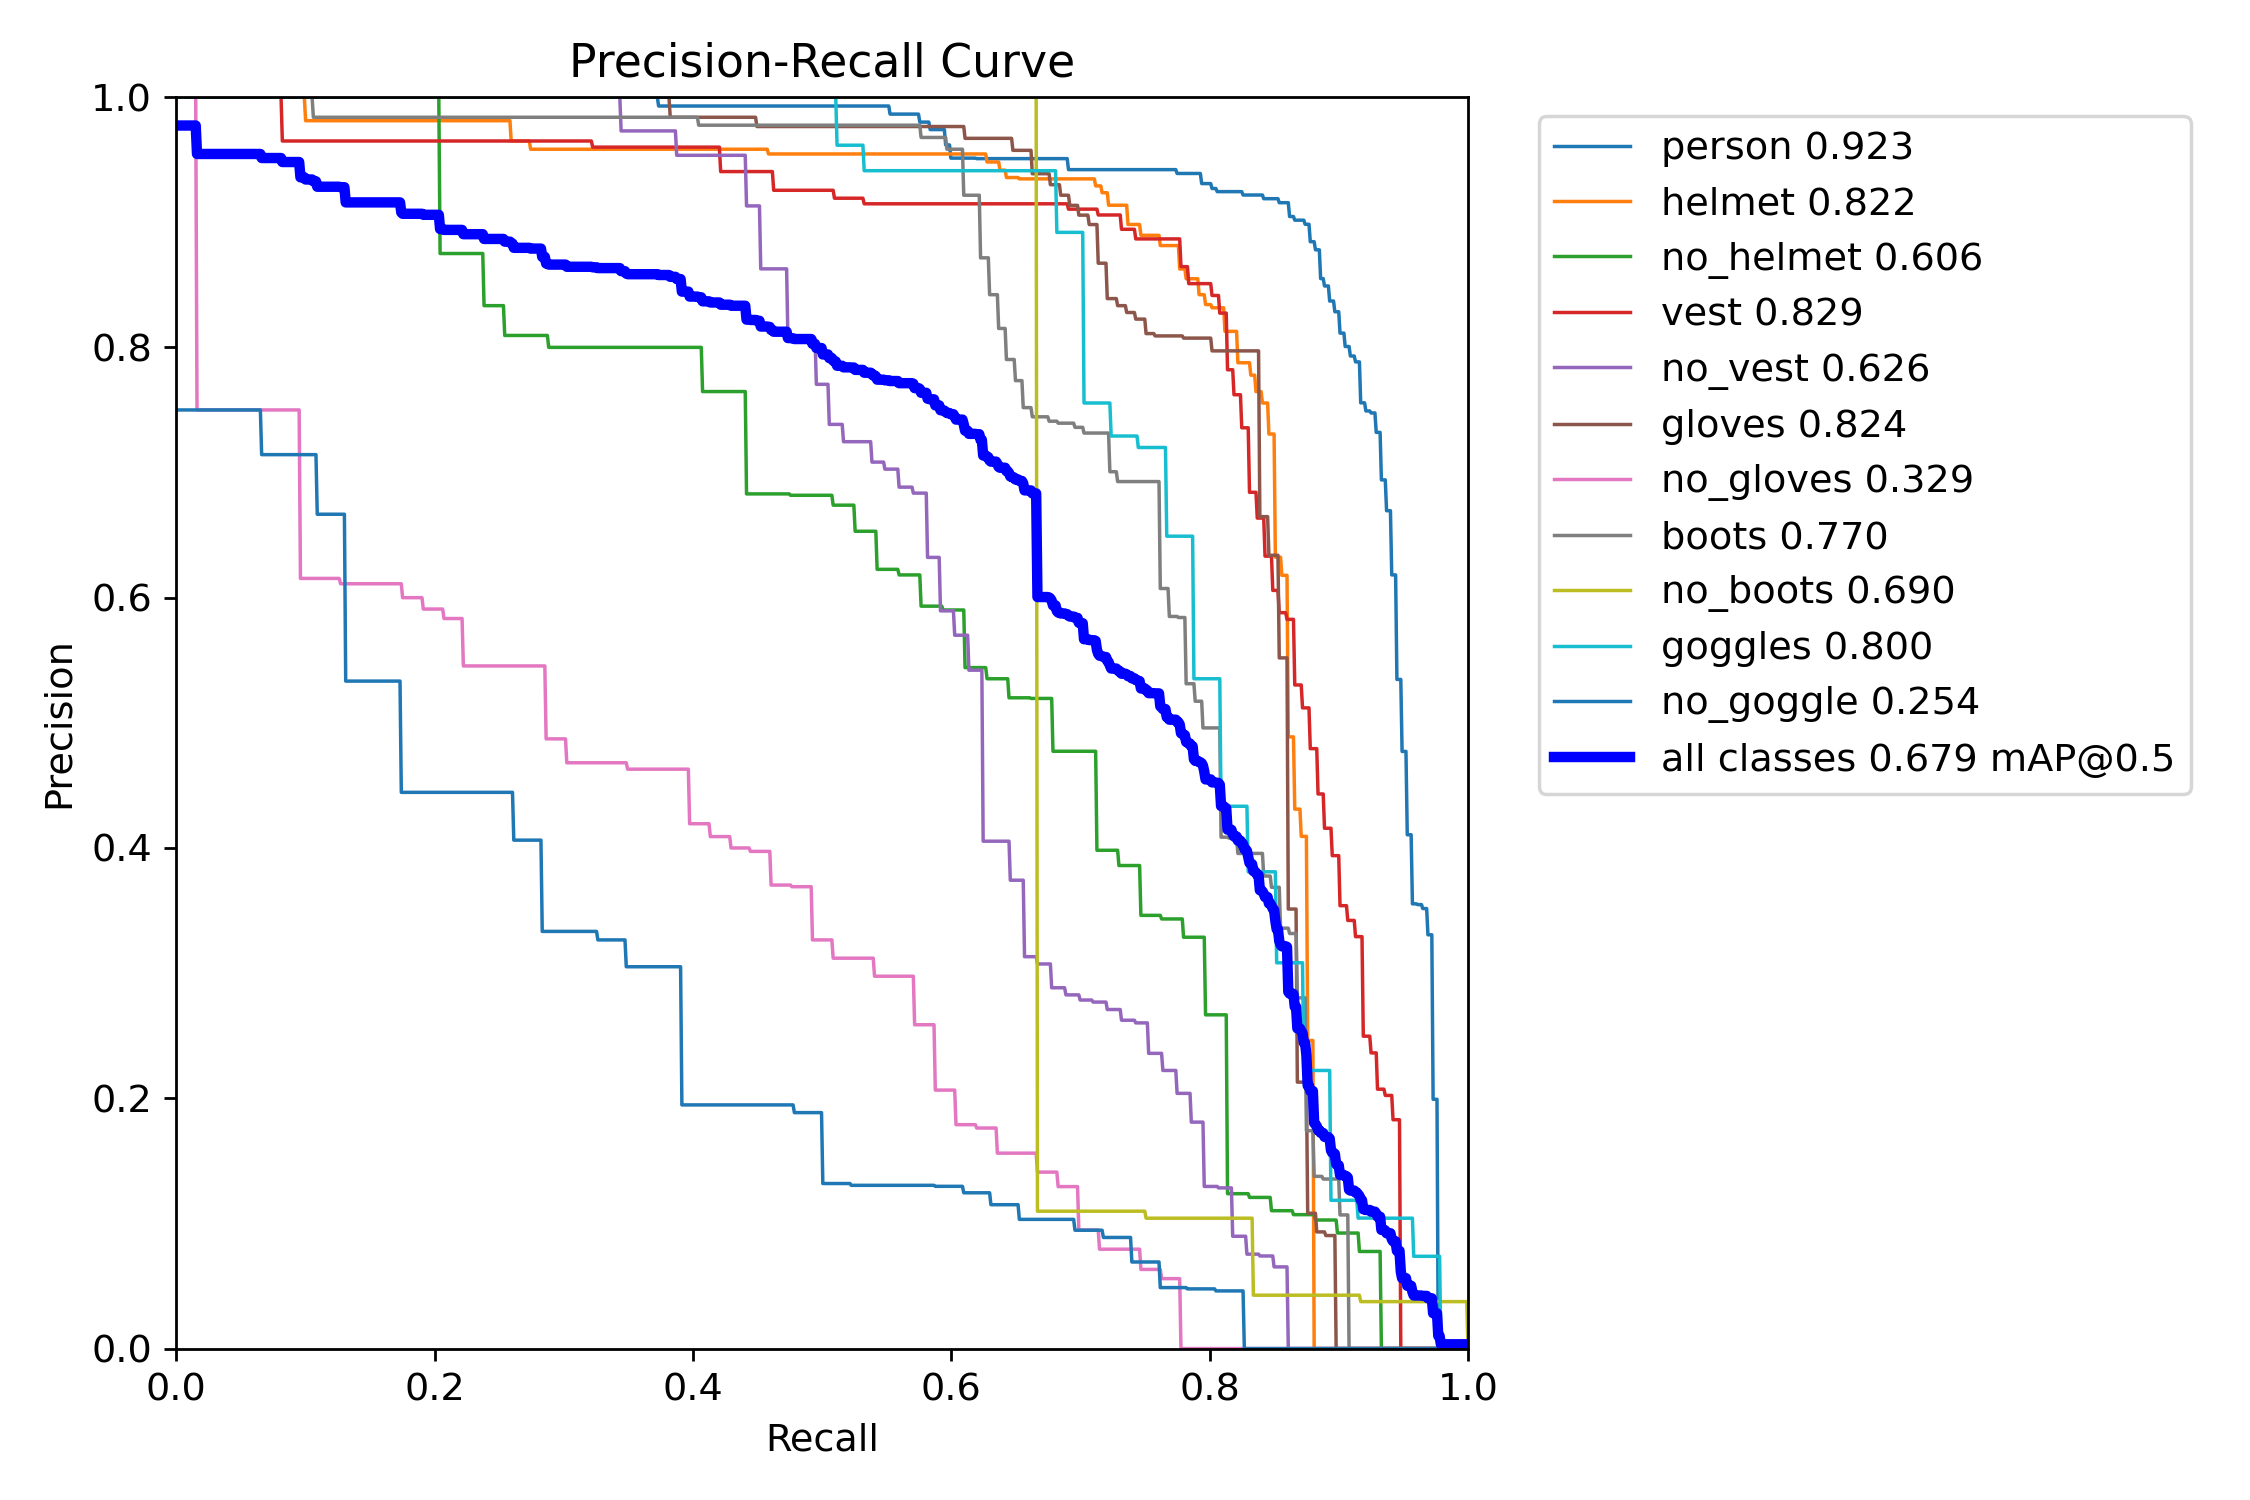 Precision-Recall Curve
1.0
0.8
0.6
0.4
0.2
0.0
Precision
0.0 0.2 0.4 0.6 0.8 1.0
Recall
person 0.923
helmet 0.822
no_helmet 0.606
vest 0.829
no_vest 0.626
gloves 0.824
no_gloves 0.329
boots 0.770
no_boots 0.690
goggles 0.800
no_goggle 0.254
all classes 0.679 mAP@0.5